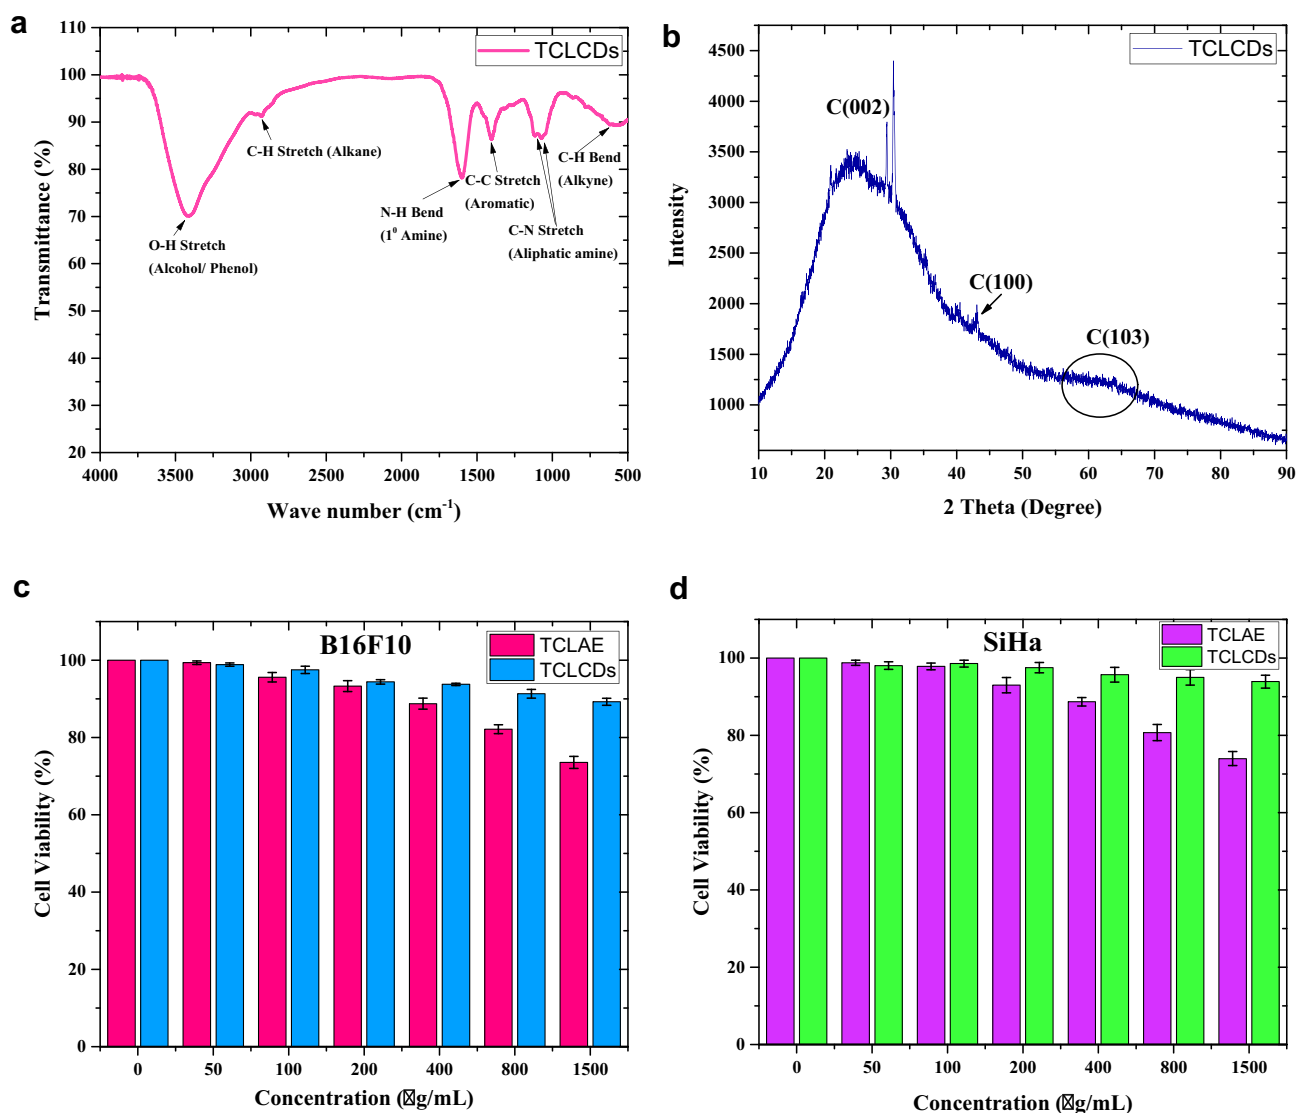 a
TCLCDs
110
100
90
80
70
60
50
40
30
20
Transmittance (%)
C-H Stretch (Alkane)
O-H Stretch
(Alcohol/ Phenol)
N-H Bend
(1⁰ Amine)
C-C Stretch
(Aromatic)
C-N Stretch
(Aliphatic amine)
C-H Bend
(Alkyne)
4000 3500 3000 2500 2000 1500 1000 500
Wave number (cm⁻¹)
b
TCLCDs
4500
4000
3500
3000
2500
2000
1500
1000
Intensity
C(002)
C(100)
C(103)
10 20 30 40 50 60 70 80 90
2 Theta (Degree)
c
B16F10
TCLAE
TCLCDs
100
80
60
40
20
0
Cell Viability (%)
0 50 100 200 400 800 1500
Concentration (□g/mL)
d
SiHa
TCLAE
TCLCDs
100
80
60
40
20
0
Cell Viability (%)
0 50 100 200 400 800 1500
Concentration (□g/mL)